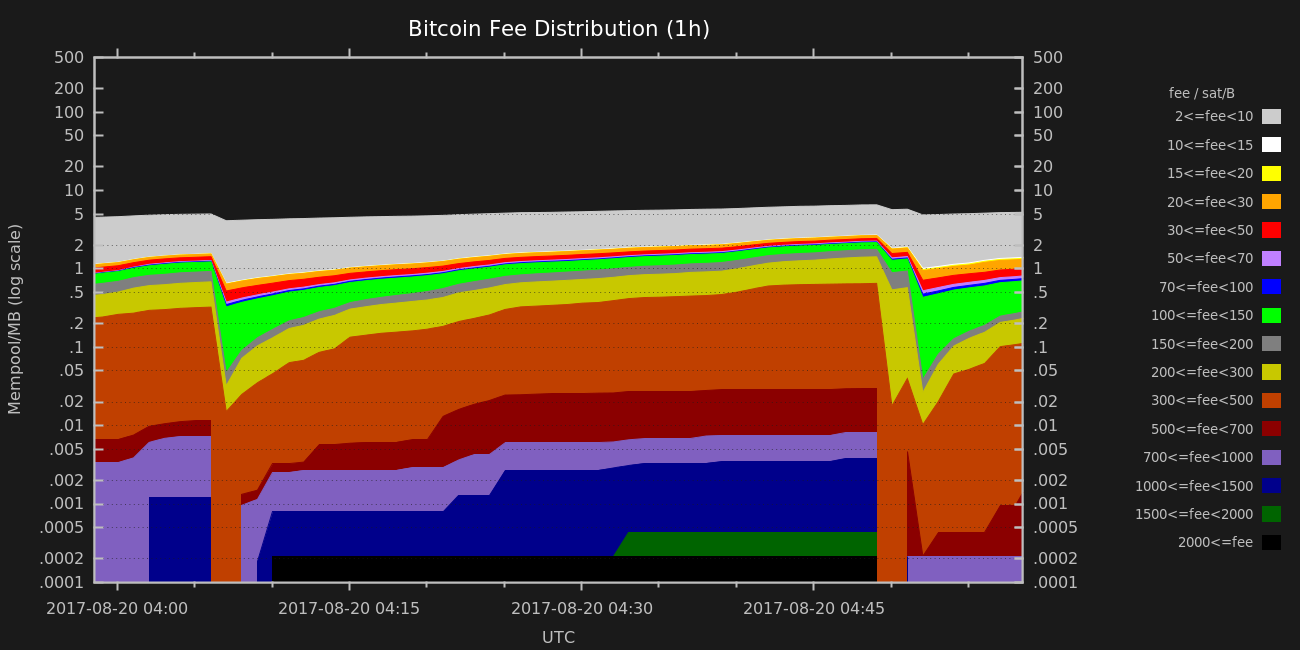 Bitcoin Fee Distribution (1h)
500 500
200 200
100 100
50 50
20 20
10 10
5 5
2 2
1 1
.5 .5
.2 .2
.1 .1
.05 .05
.02 .02
.01 .01
.005 .005
.002 .002
.001 .001
.0005 .0005
.0002 .0002
.0001 .0001
Mempool/MB (log scale)
2017-08-20 04:00 2017-08-20 04:15 2017-08-20 04:30 2017-08-20 04:45
UTC
fee / sat/B
2<=fee<10
10<=fee<15
15<=fee<20
20<=fee<30
30<=fee<50
50<=fee<70
70<=fee<100
100<=fee<150
150<=fee<200
200<=fee<300
300<=fee<500
500<=fee<700
700<=fee<1000
1000<=fee<1500
1500<=fee<2000
2000<=fee